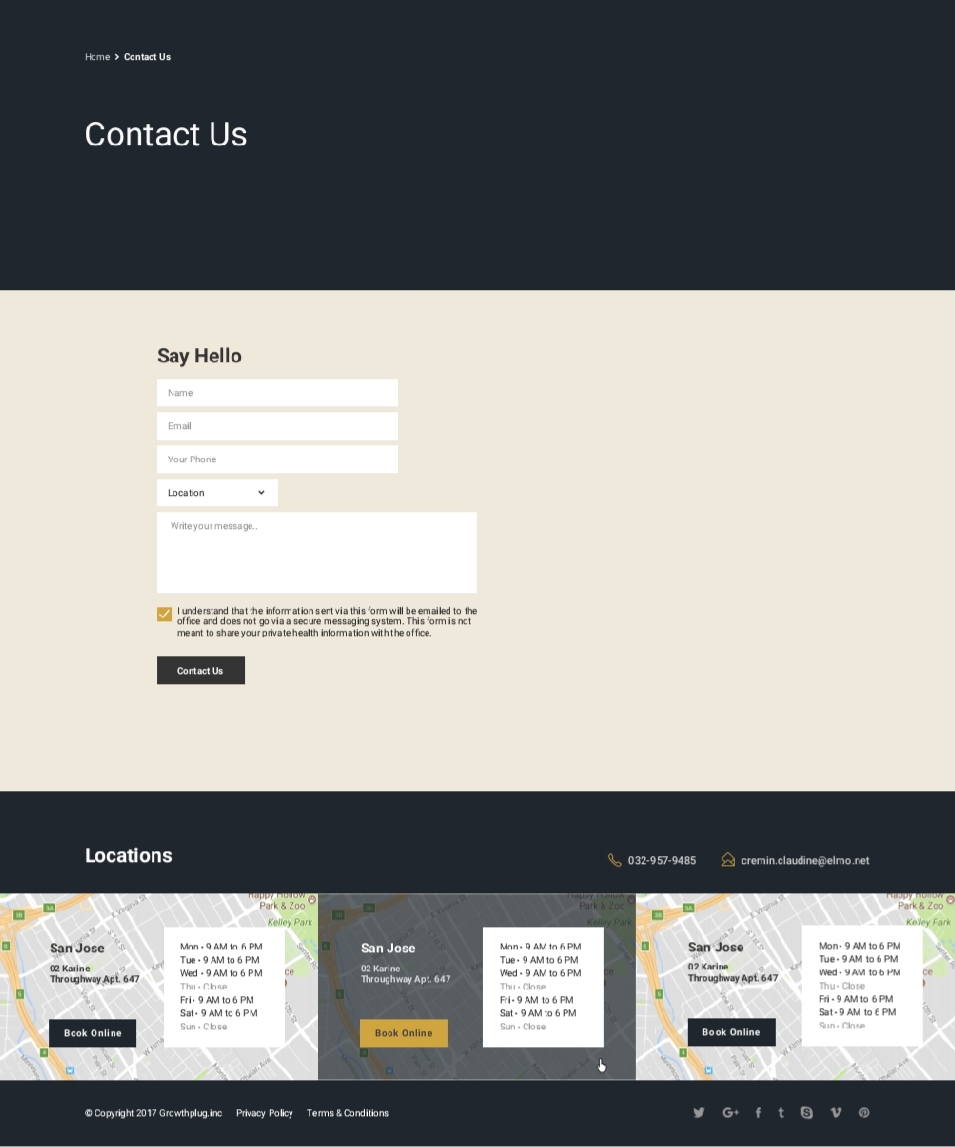 Home > Contact Us
Contact Us
Say Hello
Name
Email
Your Phone
Location
Write your message..
I understand that the information sent via this form will be emailed to the
office and does not go via a secure messaging system. This form is not
meant to share your private health information with the office.
Contact Us
Locations
032-957-9485
cremin.claudine@elmo.net
Happy Hollow
Park & Zoo
Kelley Park
E Virginia St
San Jose
02 Karine
Throughway Apt. 647
Book Online
Mon • 9 AM to 6 PM
Tue • 9 AM to 6 PM
Wed • 9 AM to 6 PM
Thu • Close
Fri • 9 AM to 6 PM
Sat • 9 AM to 6 PM
Sun • Close
Happy Hollow
Park & Zoo
Kelley Park
San Jose
02 Karine
Throughway Apt. 647
Book Online
Mon • 9 AM to 6 PM
Tue • 9 AM to 6 PM
Wed • 9 AM to 6 PM
Thu • Close
Fri • 9 AM to 6 PM
Sat • 9 AM to 6 PM
Sun • Close
Happy Hollow
Park & Zoo
Kelley Park
E Virginia St
San Jose
02 Karine
Throughway Apt. 647
Book Online
Mon • 9 AM to 6 PM
Tue • 9 AM to 6 PM
Wed • 9 AM to 6 PM
Thu • Close
Fri • 9 AM to 6 PM
Sat • 9 AM to 6 PM
Sun • Close
© Copyright 2017 Growthplug.inc Privacy Policy Terms & Conditions